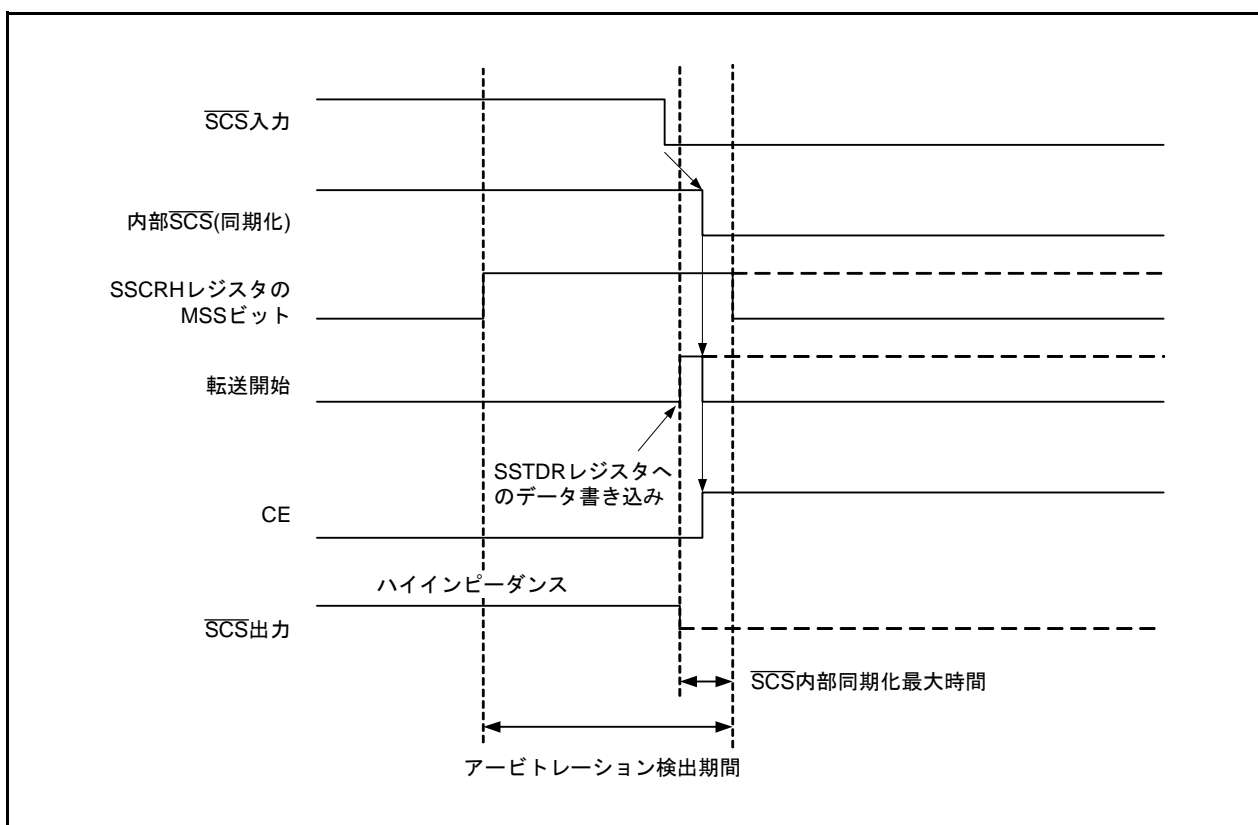 SCS入力
内部SCS(同期化)
SSCRHレジスタの
MSSビット
転送開始
SSTDRレジスタへ
のデータ書き込み
CE
ハイインピーダンス
SCS出力
SCS内部同期化最大時間
アービトレーション検出期間